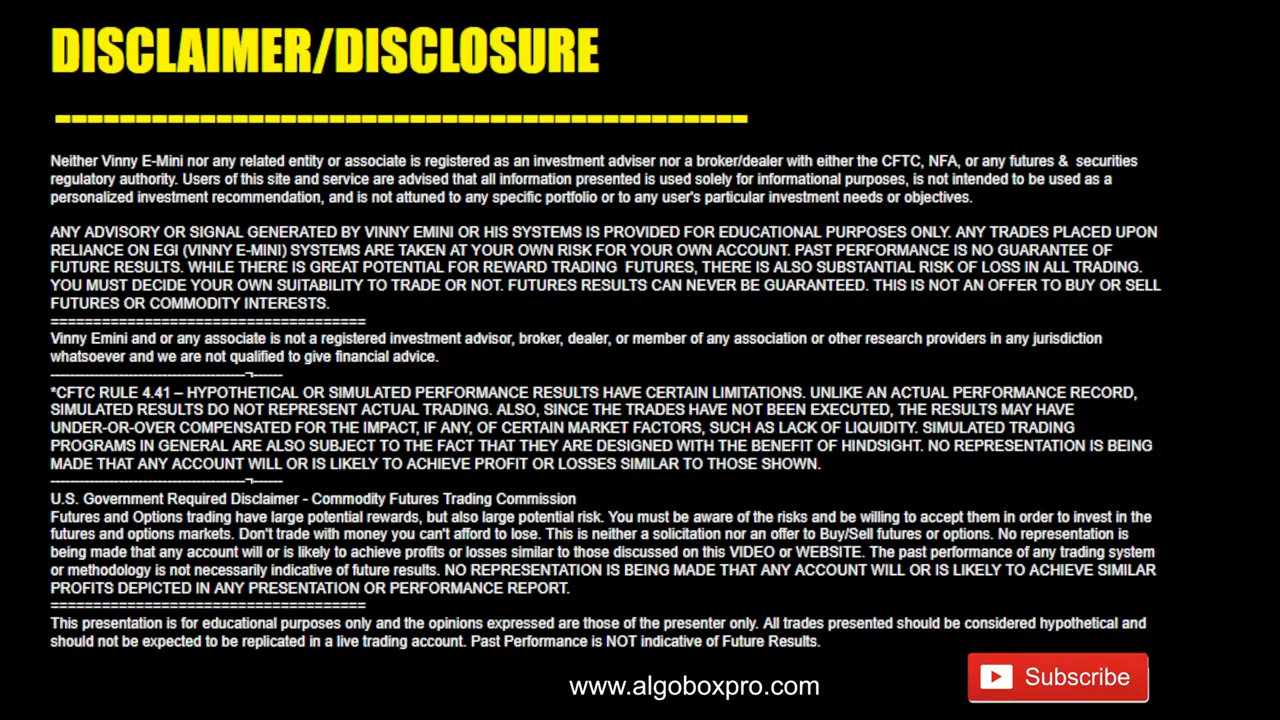 DISCLAIMER/DISCLOSURE
-------------------------------------------
Neither Vinny E-Mini nor any related entity or associate is registered as an investment adviser nor a broker/dealer with either the CFTC, NFA, or any futures &  securities
regulatory authority. Users of this site and service are advised that all information presented is used solely for informational purposes, is not intended to be used as a
personalized investment recommendation, and is not attuned to any specific portfolio or to any user's particular investment needs or objectives.
ANY ADVISORY OR SIGNAL GENERATED BY VINNY EMINI OR HIS SYSTEMS IS PROVIDED FOR EDUCATIONAL PURPOSES ONLY. ANY TRADES PLACED UPON
RELIANCE ON EGI (VINNY E-MINI) SYSTEMS ARE TAKEN AT YOUR OWN RISK FOR YOUR OWN ACCOUNT. PAST PERFORMANCE IS NO GUARANTEE OF
FUTURE RESULTS. WHILE THERE IS GREAT POTENTIAL FOR REWARD TRADING  FUTURES, THERE IS ALSO SUBSTANTIAL RISK OF LOSS IN ALL TRADING.
YOU MUST DECIDE YOUR OWN SUITABILITY TO TRADE OR NOT. FUTURES RESULTS CAN NEVER BE GUARANTEED. THIS IS NOT AN OFFER TO BUY OR SELL
FUTURES OR COMMODITY INTERESTS.
=====================================
Vinny Emini and or any associate is not a registered investment advisor, broker, dealer, or member of any association or other research providers in any jurisdiction
whatsoever and we are not qualified to give financial advice.
------------------------------------------¬------
*CFTC RULE 4.41 – HYPOTHETICAL OR SIMULATED PERFORMANCE RESULTS HAVE CERTAIN LIMITATIONS. UNLIKE AN ACTUAL PERFORMANCE RECORD,
SIMULATED RESULTS DO NOT REPRESENT ACTUAL TRADING. ALSO, SINCE THE TRADES HAVE NOT BEEN EXECUTED, THE RESULTS MAY HAVE
UNDER-OR-OVER COMPENSATED FOR THE IMPACT, IF ANY, OF CERTAIN MARKET FACTORS, SUCH AS LACK OF LIQUIDITY. SIMULATED TRADING
PROGRAMS IN GENERAL ARE ALSO SUBJECT TO THE FACT THAT THEY ARE DESIGNED WITH THE BENEFIT OF HINDSIGHT. NO REPRESENTATION IS BEING
MADE THAT ANY ACCOUNT WILL OR IS LIKELY TO ACHIEVE PROFIT OR LOSSES SIMILAR TO THOSE SHOWN.
------------------------------------------¬------
U.S. Government Required Disclaimer - Commodity Futures Trading Commission
Futures and Options trading have large potential rewards, but also large potential risk. You must be aware of the risks and be willing to accept them in order to invest in the
futures and options markets. Don't trade with money you can't afford to lose. This is neither a solicitation nor an offer to Buy/Sell futures or options. No representation is
being made that any account will or is likely to achieve profits or losses similar to those discussed on this VIDEO or WEBSITE. The past performance of any trading system
or methodology is not necessarily indicative of future results. NO REPRESENTATION IS BEING MADE THAT ANY ACCOUNT WILL OR IS LIKELY TO ACHIEVE SIMILAR
PROFITS DEPICTED IN ANY PRESENTATION OR PERFORMANCE REPORT.
=====================================
This presentation is for educational purposes only and the opinions expressed are those of the presenter only. All trades presented should be considered hypothetical and
should not be expected to be replicated in a live trading account. Past Performance is NOT indicative of Future Results.
www.algoboxpro.com
Subscribe